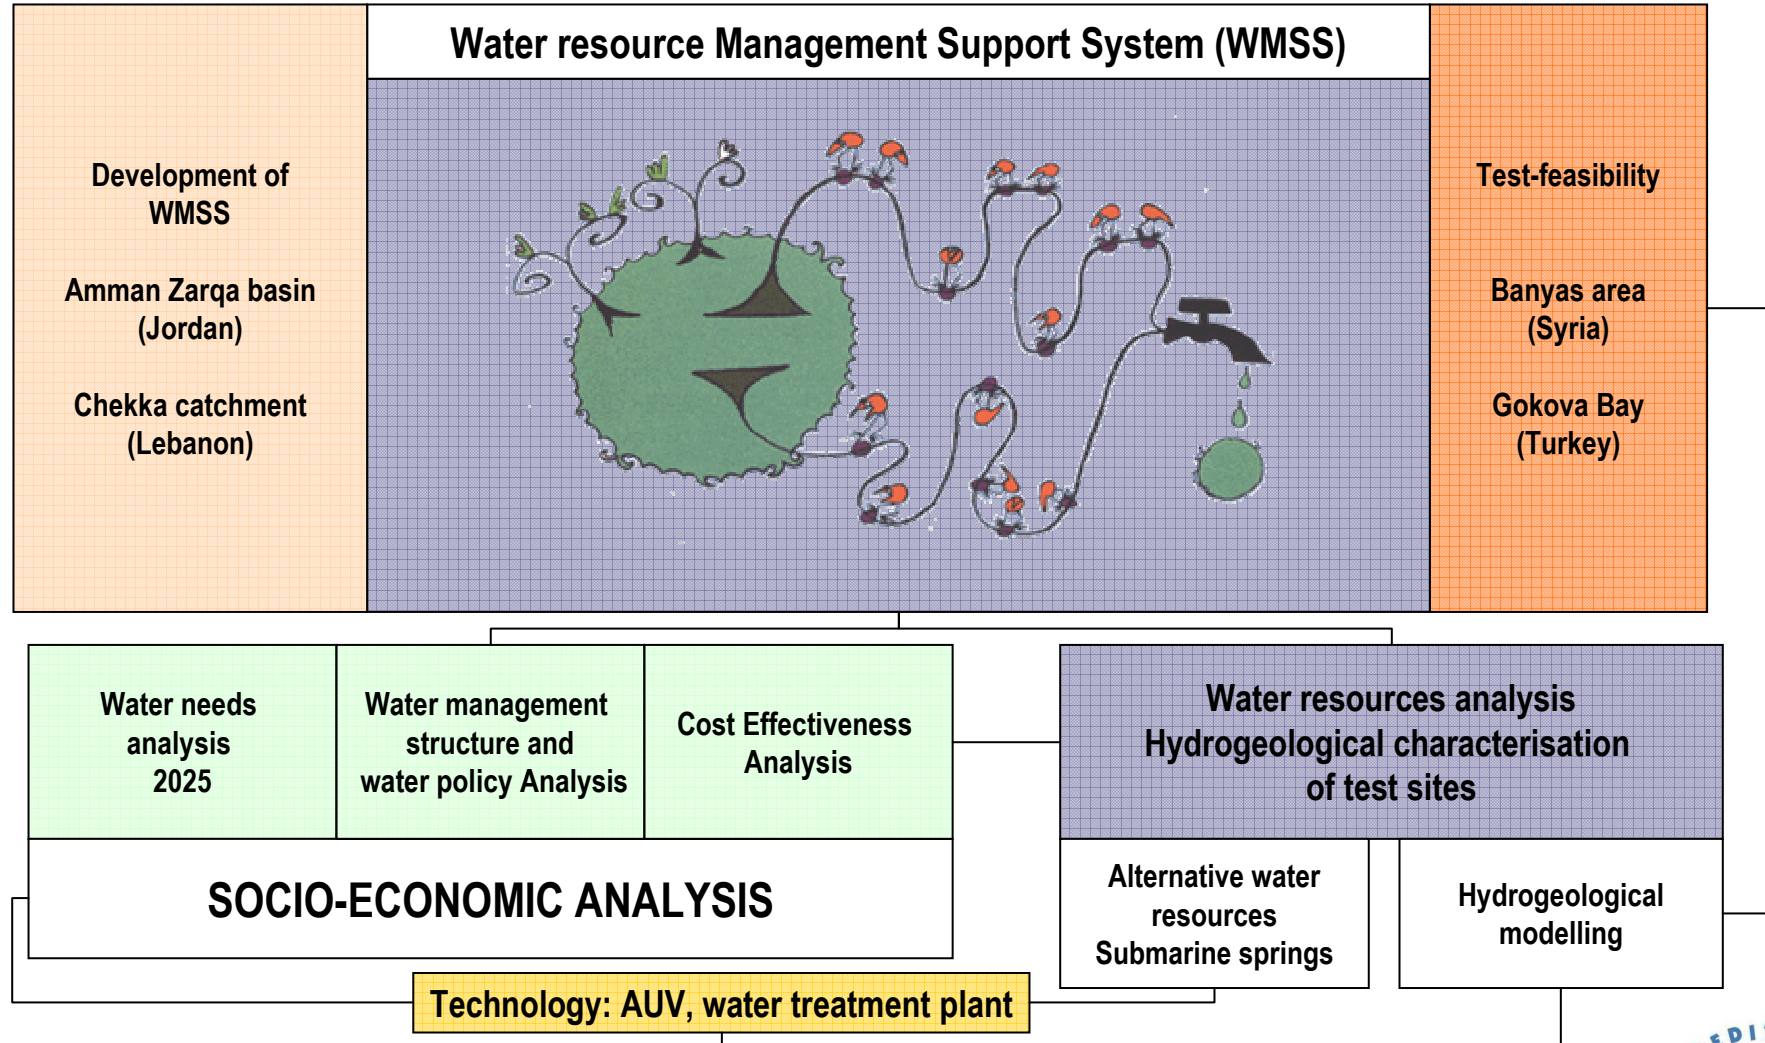 Water resource Management Support System (WMSS)
Development of
WMSS
Amman Zarqa basin
(Jordan)
Chekka catchment
(Lebanon)
Test-feasibility
Banyas area
(Syria)
Gokova Bay
(Turkey)
Water needs
analysis
2025
Water management
structure and
water policy Analysis
Cost Effectiveness
Analysis
Water resources analysis
Hydrogeological characterisation
of test sites
SOCIO-ECONOMIC ANALYSIS
Alternative water
resources
Submarine springs
Hydrogeological
modelling
Technology: AUV, water treatment plant